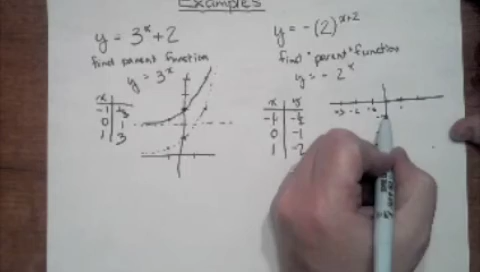 Examples
y = 3^x + 2
find parent function
y = 3^x
x | y
-1 | 1/3
0 | 1
1 | 3
y = -(2)^(x+2)
find "parent" function
y = -2^x
x | y
-1 | -1/2
0 | -1
1 | -2